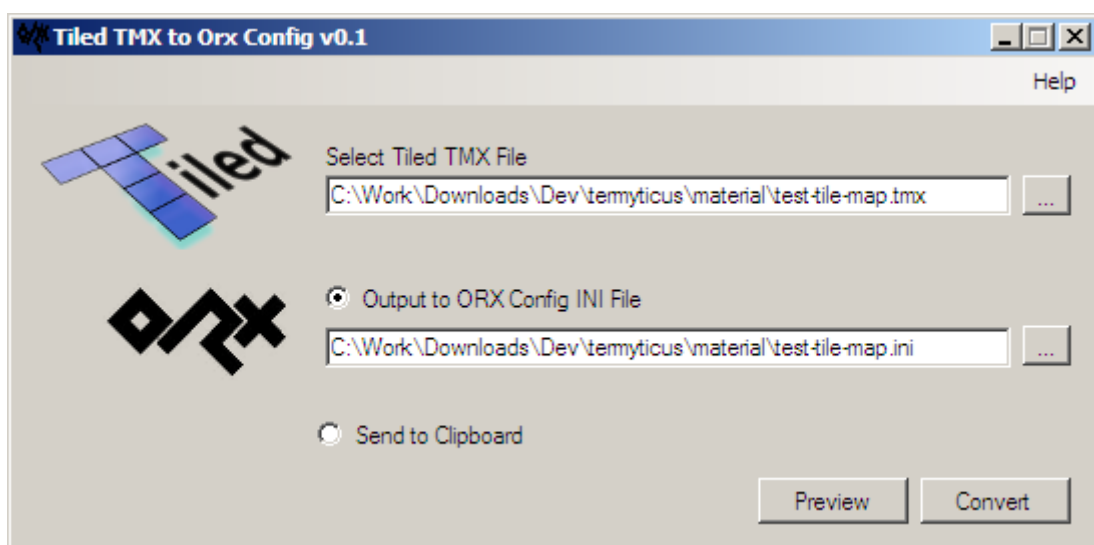 Tiled TMX to Orx Config v0.1
Help
Tiled
Select Tiled TMX File
C:\Work\Downloads\Dev\termyticus\material\test-tile-map.tmx
...
orx
Output to ORX Config INI File
C:\Work\Downloads\Dev\termyticus\material\test-tile-map.ini
...
Send to Clipboard
Preview Convert